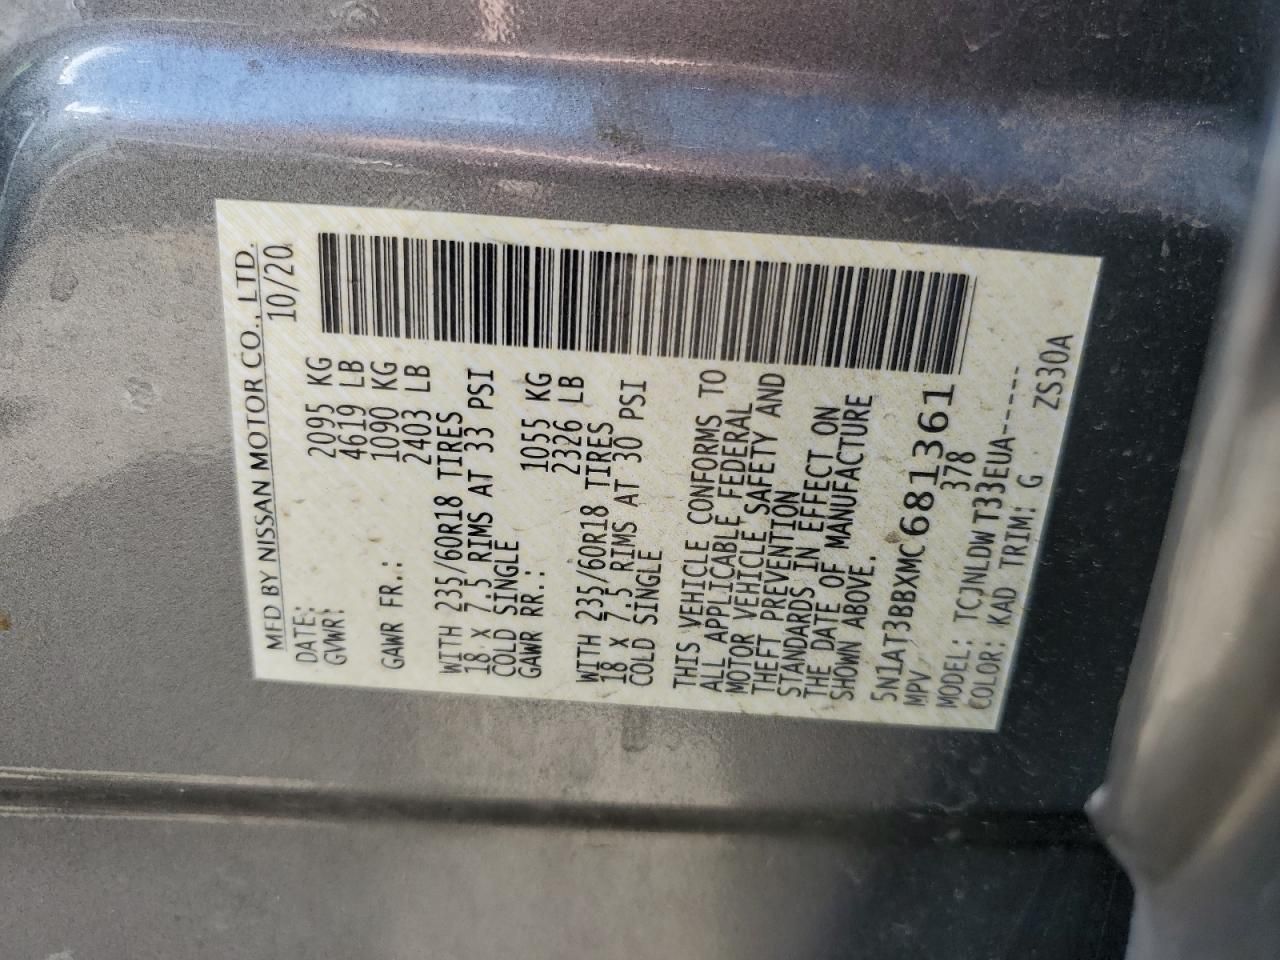 MFD BY NISSAN MOTOR CO., LTD.
DATE: 10/20
GVWR: 2095 KG
4619 LB
GAWR FR.: 1090 KG
2403 LB
WITH 235/60R18 TIRES
18 x 7.5 RIMS AT 33 PSI
COLD SINGLE
GAWR RR.: 1055 KG
2326 LB
WITH 235/60R18 TIRES
18 x 7.5 RIMS AT 30 PSI
COLD SINGLE
THIS VEHICLE CONFORMS TO
ALL APPLICABLE FEDERAL
MOTOR VEHICLE SAFETY AND
THEFT PREVENTION
STANDARDS IN EFFECT ON
THE DATE OF MANUFACTURE
SHOWN ABOVE.
5N1AT3BBXMC681361
MPV 378
MODEL: TCJNLDWT33EUA-----
COLOR: KAD TRIM: G ZS30A